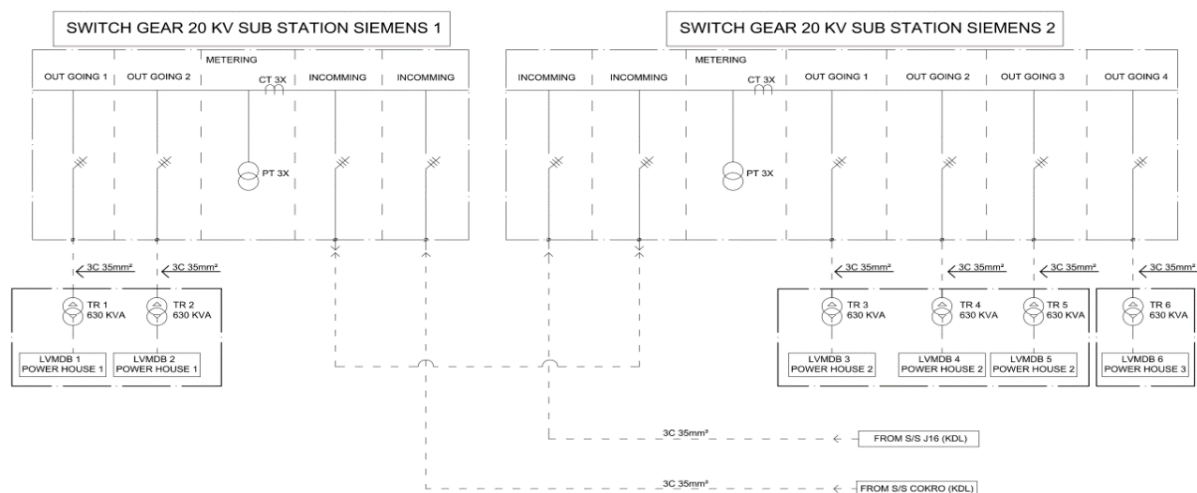 SWITCH GEAR 20 KV SUB STATION SIEMENS 1
SWITCH GEAR 20 KV SUB STATION SIEMENS 2
OUT GOING 1
OUT GOING 2
METERING
CT 3X
INCOMMING
INCOMMING
PT 3X
INCOMMING
INCOMMING
METERING
CT 3X
OUT GOING 1
OUT GOING 2
OUT GOING 3
OUT GOING 4
PT 3X
3C 35mm²
3C 35mm²
3C 35mm²
3C 35mm²
3C 35mm²
3C 35mm²
TR 1
630 KVA
TR 2
630 KVA
TR 3
630 KVA
TR 4
630 KVA
TR 5
630 KVA
TR 6
630 KVA
LVMDB 1
POWER HOUSE 1
LVMDB 2
POWER HOUSE 1
LVMDB 3
POWER HOUSE 2
LVMDB 4
POWER HOUSE 2
LVMDB 5
POWER HOUSE 2
LVMDB 6
POWER HOUSE 3
3C 35mm²
FROM S/S J16 (KDL)
3C 35mm²
FROM S/S COKRO (KDL)